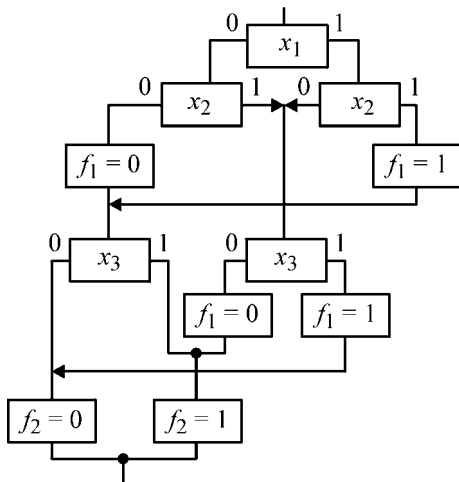 0 x₁ 1
0 x₂ 1 0 x₂ 1
f₁ = 0 f₁ = 1
0 x₃ 1 0 x₃ 1
f₁ = 0 f₁ = 1
f₂ = 0 f₂ = 1